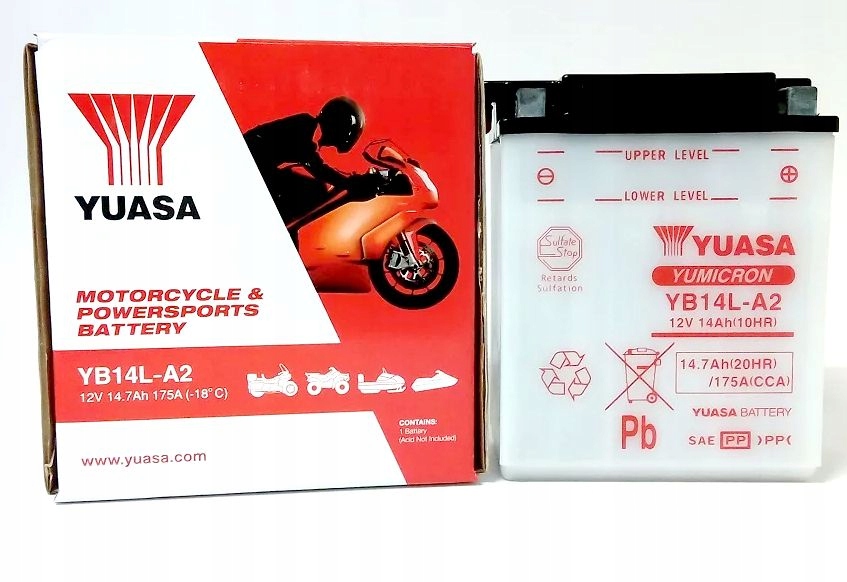 YUASA
MOTORCYCLE &
POWERSPORTS
BATTERY
YB14L-A2
12V 14.7Ah 175A (-18°C)
CONTAINS:
1 Battery
(Acid Not Included)
www.yuasa.com
UPPER LEVEL
LOWER LEVEL
Sulfate
Stop
Retards
Sulfation
YUASA
YUMICRON
YB14L-A2
12V 14Ah(10HR)
14.7Ah(20HR)
/175A(CCA)
YUASA BATTERY
Pb
SAE PP >PP<